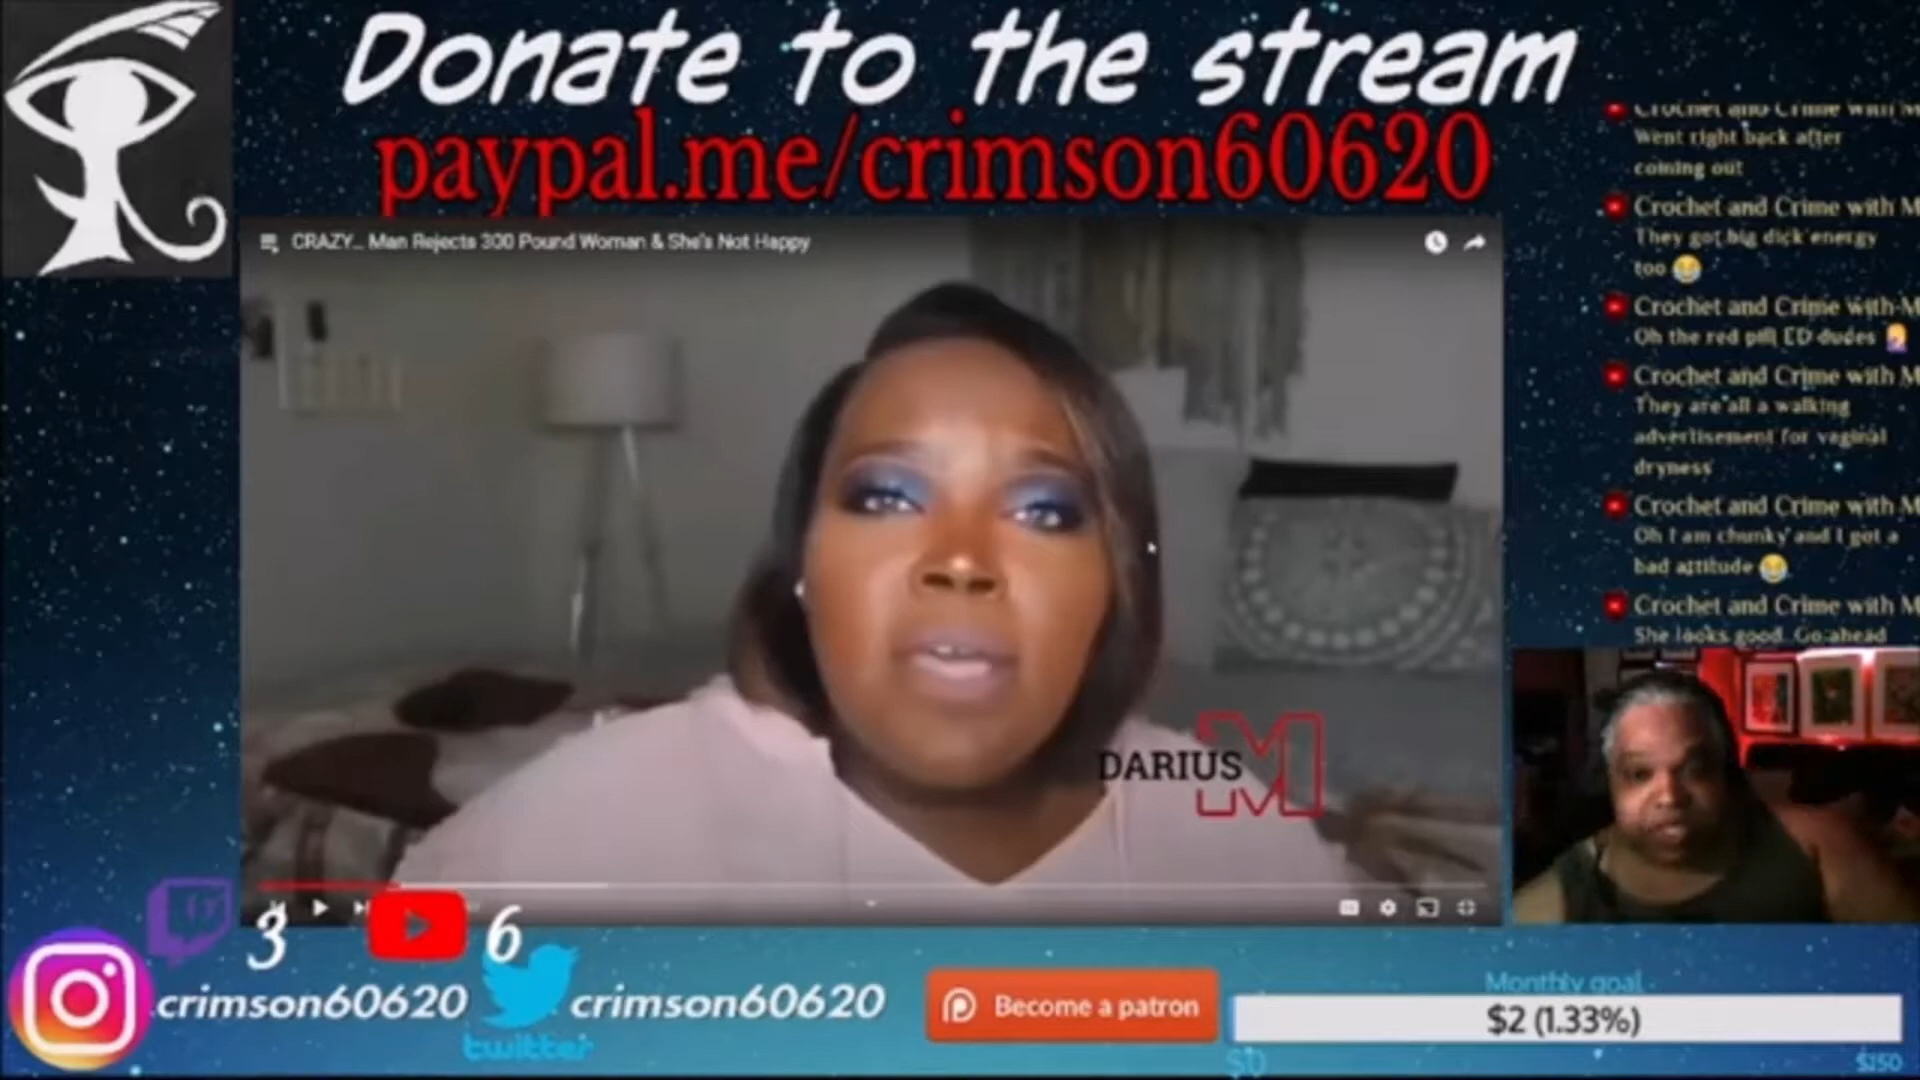 Donate to the stream
paypal.me/crimson60620
CRAZY... Man Rejects 300 Pound Woman & She's Not Happy
DARIUS M
Crochet and Crime with M
Went right back after
coming out
Crochet and Crime with M
They got big dick energy
too 😂
Crochet and Crime with M
Oh the red pill ED dudes 🤦
Crochet and Crime with M
They are all a walking
advertisement for vaginal
dryness
Crochet and Crime with M
Oh I am chunky and I got a
bad attitude 😂
Crochet and Crime with M
She looks good. Go ahead
3
6
crimson60620
crimson60620
twitter
Become a patron
Monthly goal
$2 (1.33%)
$0
$150